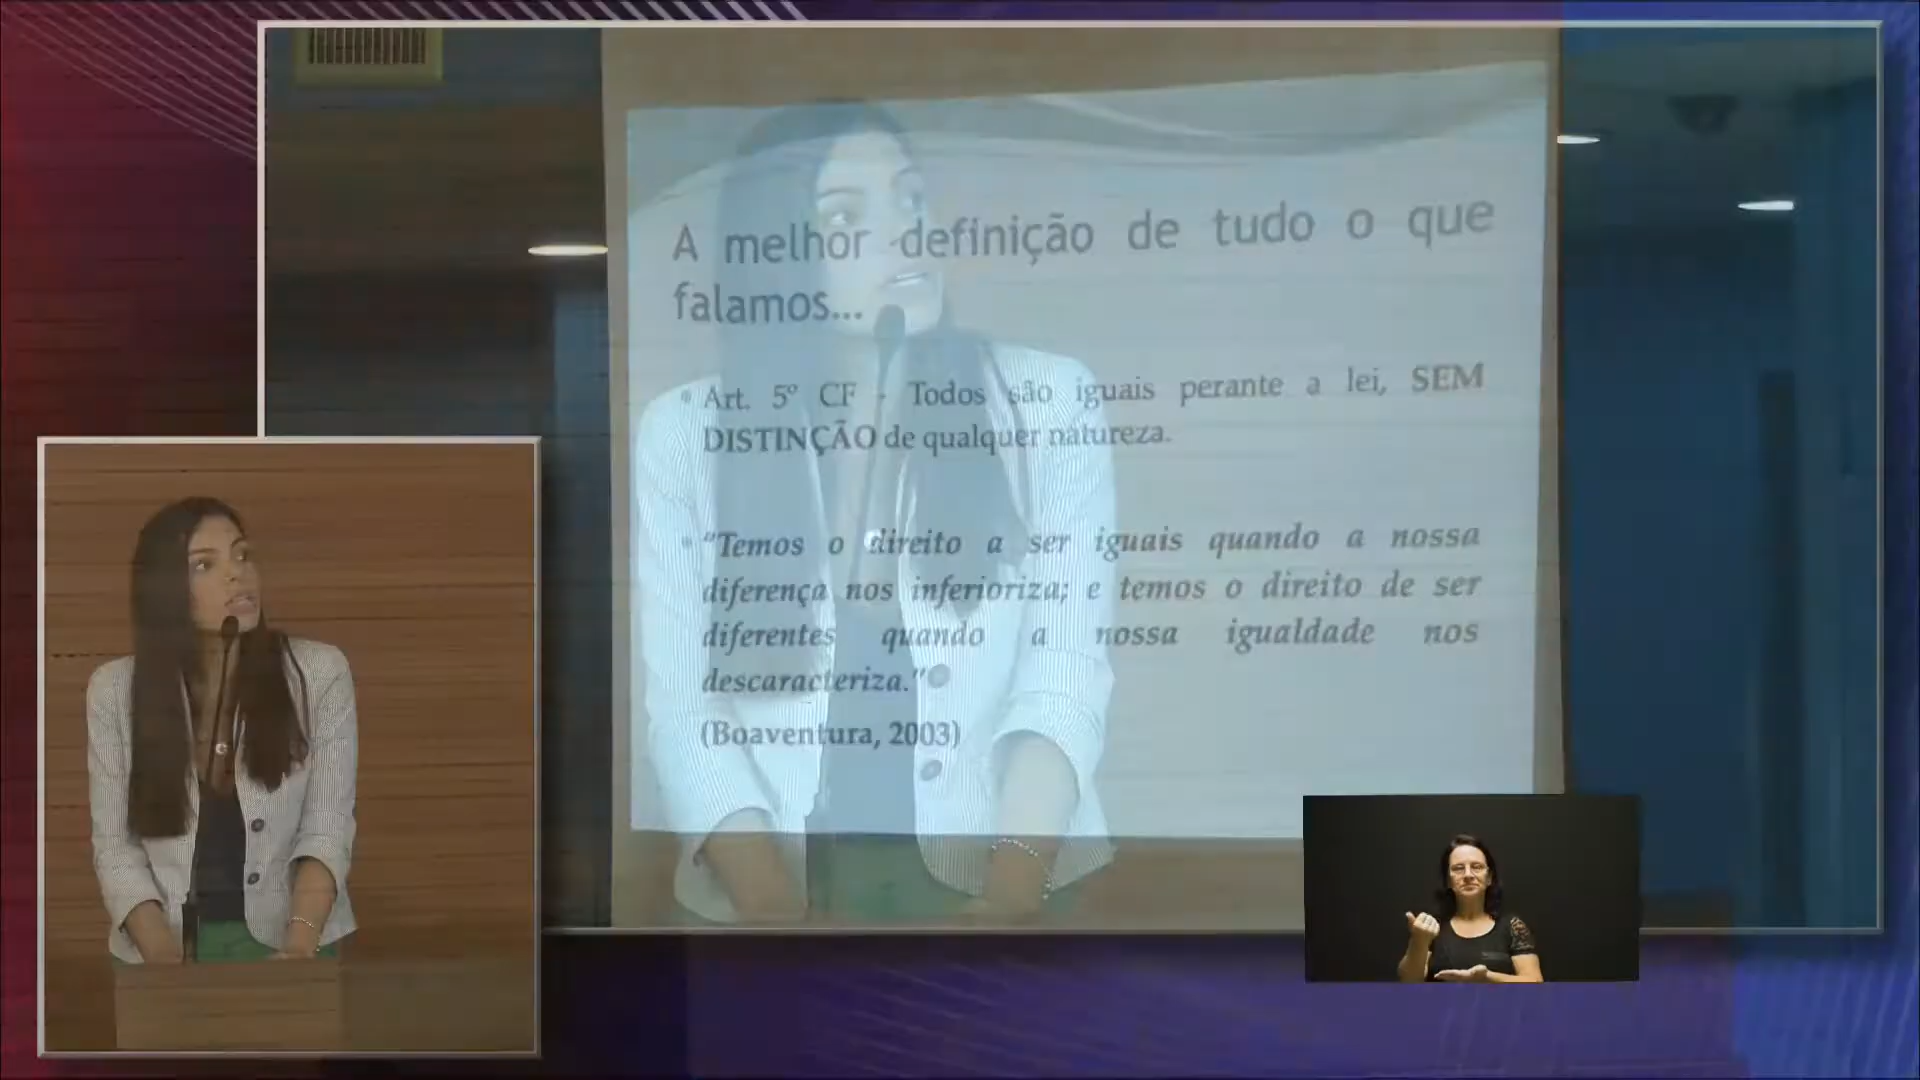 A melhor definição de tudo o que
falamos...
• Art. 5º CF - Todos são iguais perante a lei, SEM
DISTINÇÃO de qualquer natureza.
• "Temos o direito a ser iguais quando a nossa
diferença nos inferioriza; e temos o direito de ser
diferentes quando a nossa igualdade nos
descaracteriza."
(Boaventura, 2003)